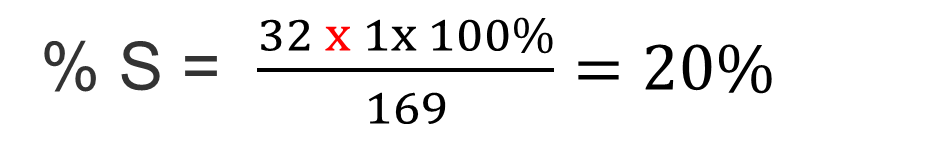 % S = 32 x 1x 100% / 169 = 20%